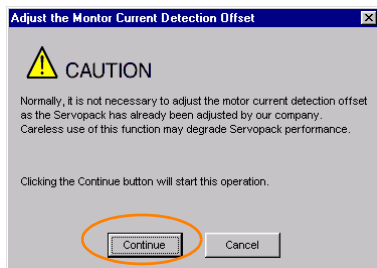 Adjust the Montor Current Detection Offset
CAUTION
Normally, it is not necessary to adjust the motor current detection offset
as the Servopack has already been adjusted by our company.
Careless use of this function may degrade Servopack performance.
Clicking the Continue button will start this operation.
Continue Cancel